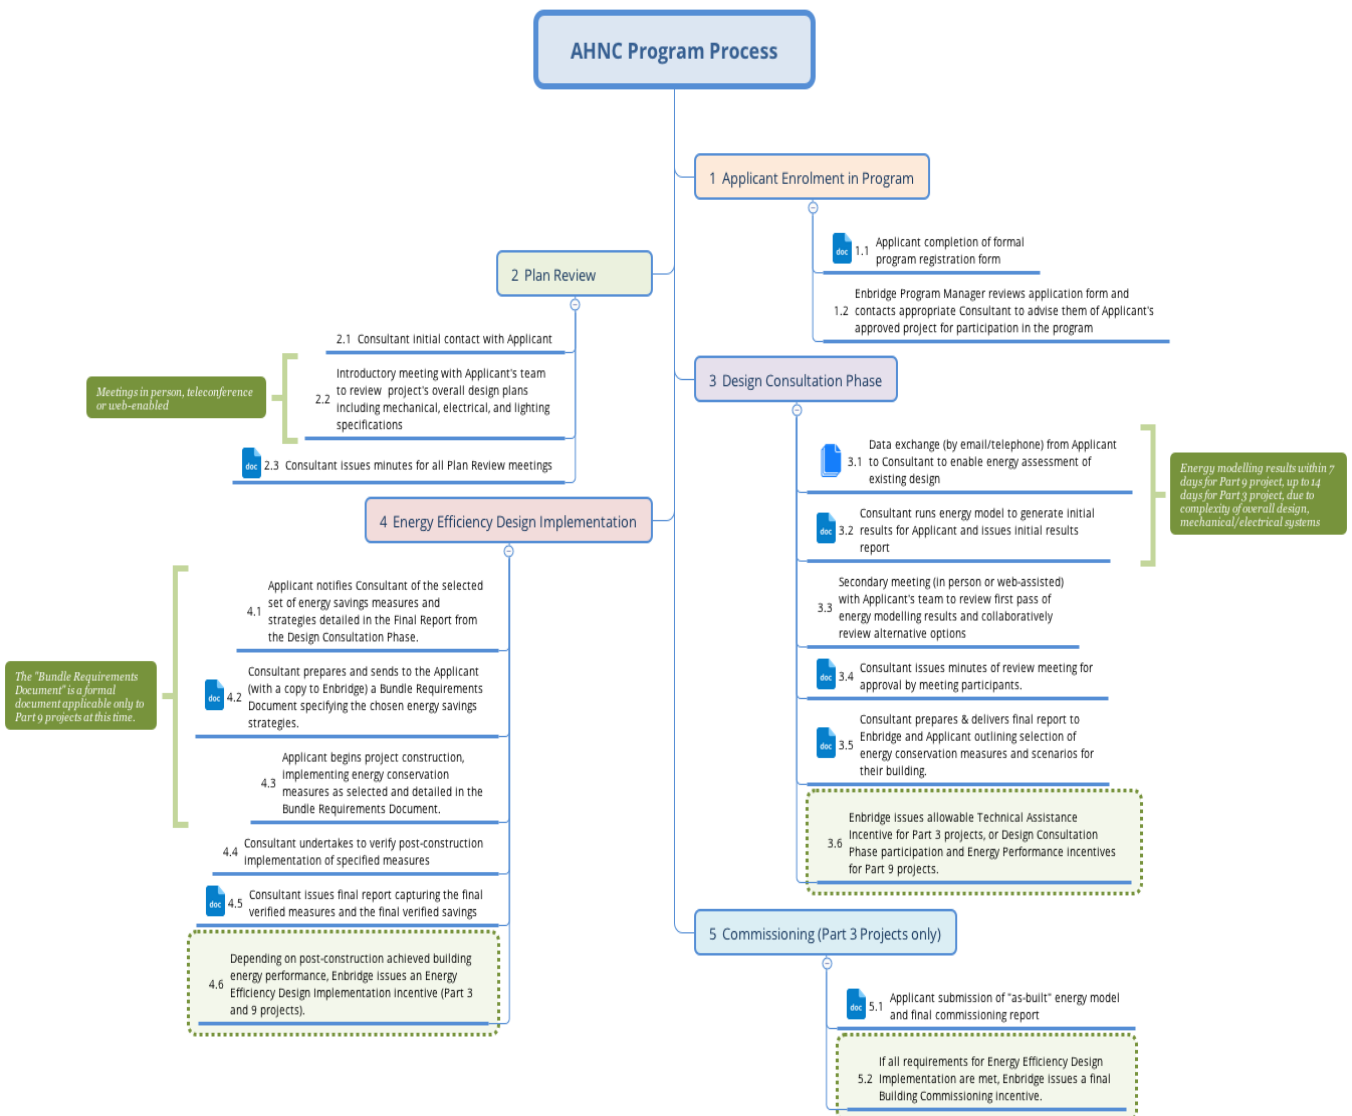 AHNC Program Process
1 Applicant Enrolment in Program
doc
1.1
Applicant completion of formal
program registration form
1.2
Enbridge Program Manager reviews application form and
contacts appropriate Consultant to advise them of Applicant's
approved project for participation in the program
2 Plan Review
2.1 Consultant initial contact with Applicant
2.2
Introductory meeting with Applicant's team
to review project's overall design plans
including mechanical, electrical, and lighting
specifications
Meetings in person, teleconference
or web-enabled
doc
2.3 Consultant issues minutes for all Plan Review meetings
3 Design Consultation Phase
3.1
Data exchange (by email/telephone) from Applicant
to Consultant to enable energy assessment of
existing design
doc
3.2
Consultant runs energy model to generate initial
results for Applicant and issues initial results
report
Energy modelling results within 7
days for Part 9 project, up to 14
days for Part 3 project, due to
complexity of overall design,
mechanical/electrical systems
3.3
Secondary meeting (in person or web-assisted)
with Applicant's team to review first pass of
energy modelling results and collaboratively
review alternative options
doc
3.4
Consultant issues minutes of review meeting for
approval by meeting participants.
doc
3.5
Consultant prepares & delivers final report to
Enbridge and Applicant outlining selection of
energy conservation measures and scenarios for
their building.
3.6
Enbridge issues allowable Technical Assistance
Incentive for Part 3 projects, or Design Consultation
Phase participation and Energy Performance incentives
for Part 9 projects.
4 Energy Efficiency Design Implementation
4.1
Applicant notifies Consultant of the selected
set of energy savings measures and
strategies detailed in the Final Report from
the Design Consultation Phase.
doc
4.2
Consultant prepares and sends to the Applicant
(with a copy to Enbridge) a Bundle Requirements
Document specifying the chosen energy savings
strategies.
The "Bundle Requirements
Document" is a formal
document applicable only to
Part 9 projects at this time.
4.3
Applicant begins project construction,
implementing energy conservation
measures as selected and detailed in the
Bundle Requirements Document.
4.4
Consultant undertakes to verify post-construction
implementation of specified measures
doc
4.5
Consultant issues final report capturing the final
verified measures and the final verified savings
4.6
Depending on post-construction achieved building
energy performance, Enbridge issues an Energy
Efficiency Design Implementation incentive (Part 3
and 9 projects).
5 Commissioning (Part 3 Projects only)
doc
5.1
Applicant submission of "as-built" energy model
and final commissioning report
5.2
If all requirements for Energy Efficiency Design
Implementation are met, Enbridge issues a final
Building Commissioning incentive.